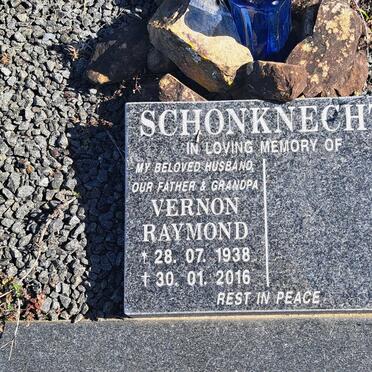 SCHONKNECHT
IN LOVING MEMORY OF
MY BELOVED HUSBAND
OUR FATHER & GRANDPA
VERNON
RAYMOND
† 28. 07. 1938
† 30. 01. 2016
REST IN PEACE